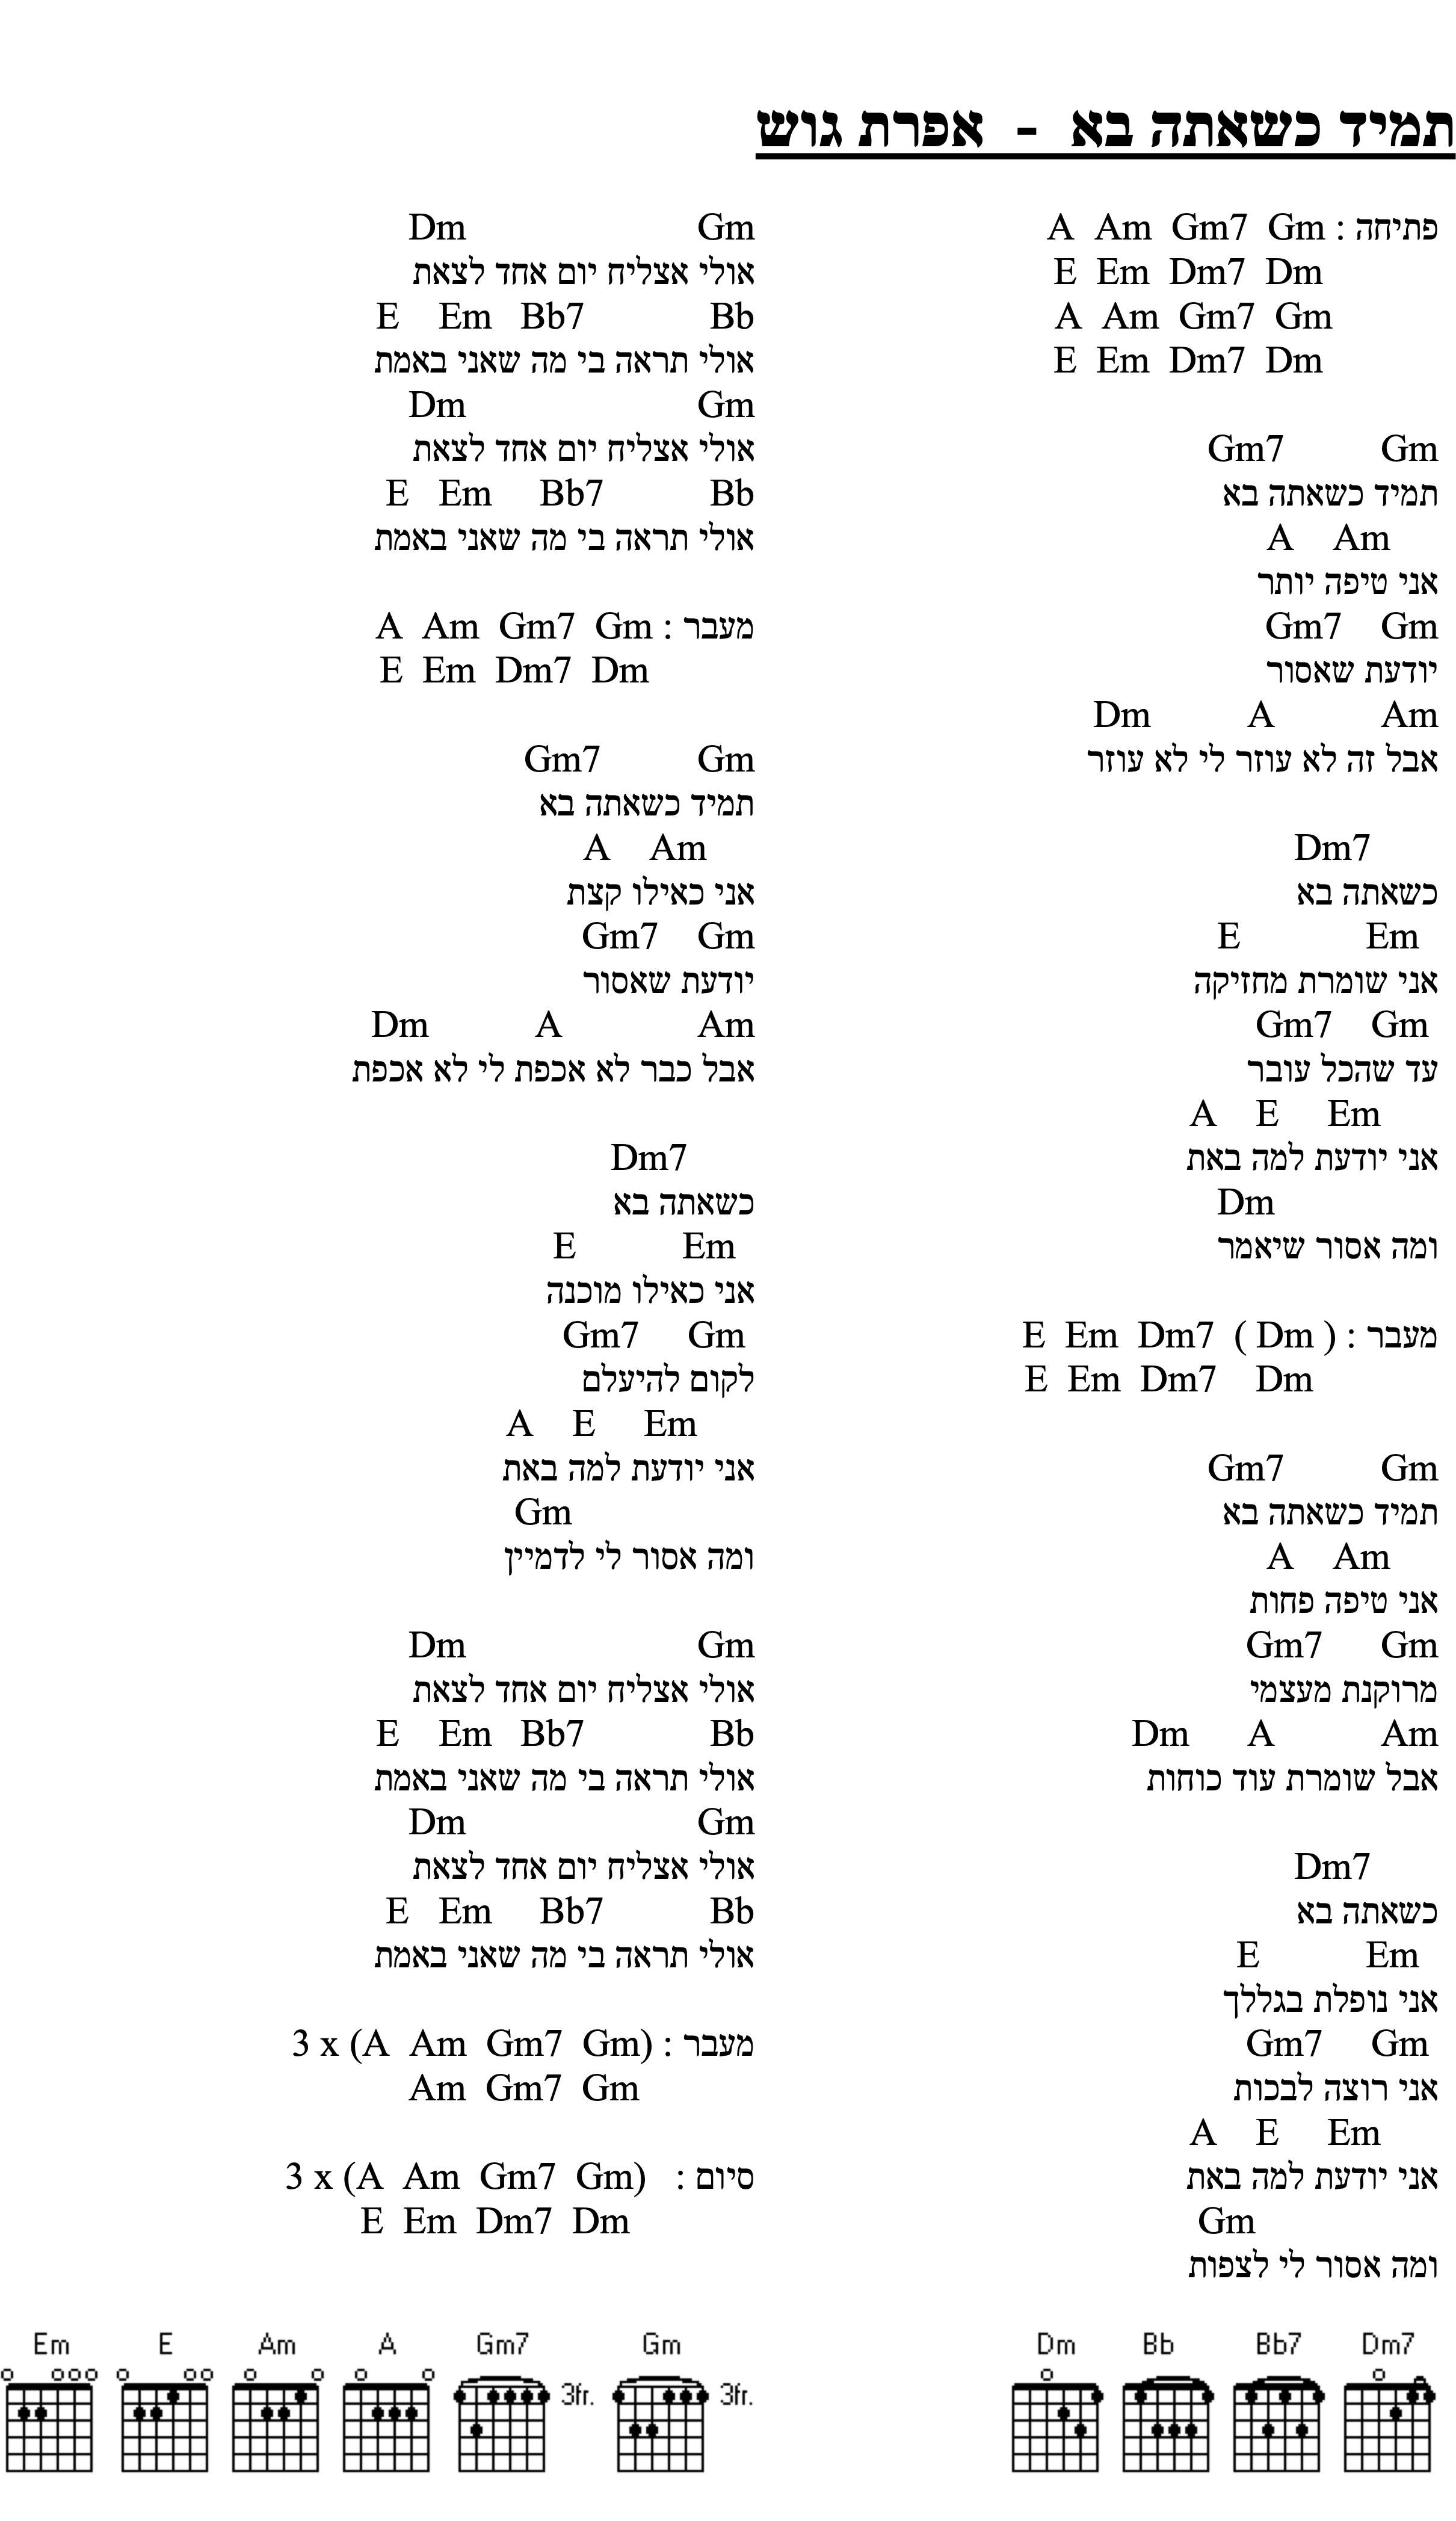 תמיד כשאתה בא - אפרת גוש
פתיחה : A Am Gm7 Gm
E Em Dm7 Dm
A Am Gm7 Gm
E Em Dm7 Dm
Gm7 Gm
תמיד כשאתה בא
A Am
אני טיפה יותר
Gm7 Gm
יודעת שאסור
Dm A Am
אבל זה לא עוזר לי לא עוזר
Dm7
כשאתה בא
E Em
אני שומרת מחזיקה
Gm7 Gm
עד שהכל עובר
A E Em
אני יודעת למה באת
Dm
ומה אסור שיאמר
מעבר : E Em Dm7 ( Dm )
E Em Dm7 Dm
Gm7 Gm
תמיד כשאתה בא
A Am
אני טיפה פחות
Gm7 Gm
מרוקנת מעצמי
Dm A Am
אבל שומרת עוד כוחות
Dm7
כשאתה בא
E Em
אני נופלת בגללך
Gm7 Gm
אני רוצה לבכות
A E Em
אני יודעת למה באת
Gm
ומה אסור לי לצפות
Dm Gm
אולי אצליח יום אחד לצאת
E Em Bb7 Bb
אולי תראה בי מה שאני באמת
Dm Gm
אולי אצליח יום אחד לצאת
E Em Bb7 Bb
אולי תראה בי מה שאני באמת
מעבר : A Am Gm7 Gm
E Em Dm7 Dm
Gm7 Gm
תמיד כשאתה בא
A Am
אני כאילו קצת
Gm7 Gm
יודעת שאסור
Dm A Am
אבל כבר לא אכפת לי לא אכפת
Dm7
כשאתה בא
E Em
אני כאילו מוכנה
Gm7 Gm
לקום להיעלם
A E Em
אני יודעת למה באת
Gm
ומה אסור לי לדמיין
Dm Gm
אולי אצליח יום אחד לצאת
E Em Bb7 Bb
אולי תראה בי מה שאני באמת
Dm Gm
אולי אצליח יום אחד לצאת
E Em Bb7 Bb
אולי תראה בי מה שאני באמת
מעבר : 3 x (A Am Gm7 Gm)
Am Gm7 Gm
סיום : 3 x (A Am Gm7 Gm)
E Em Dm7 Dm
Em E Am A Gm7 Gm Dm Bb Bb7 Dm7
3fr. 3fr.